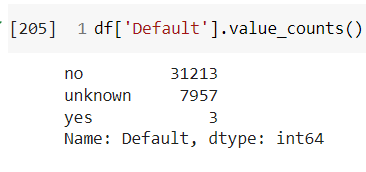 [205] 1 df['Default'].value_counts()
no 31213
unknown 7957
yes 3
Name: Default, dtype: int64